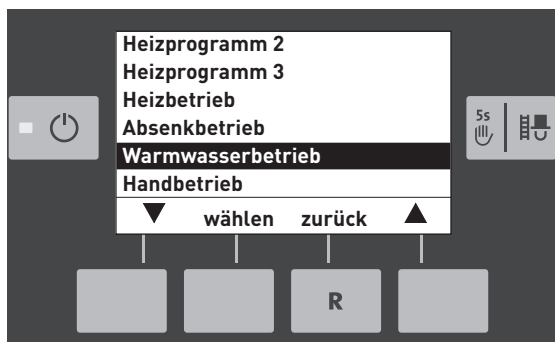 Heizprogramm 2
Heizprogramm 3
Heizbetrieb
Absenkbetrieb
Warmwasserbetrieb
Handbetrieb
▼ wählen zurück ▲
5s
R